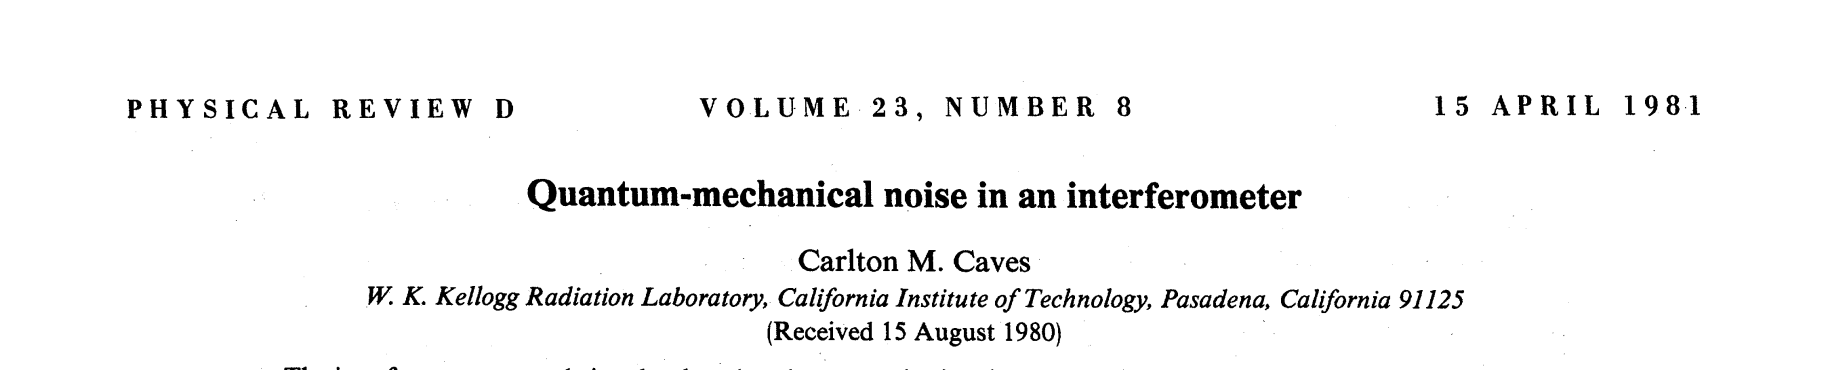 PHYSICAL REVIEW D VOLUME 23, NUMBER 8 15 APRIL 1981
Quantum-mechanical noise in an interferometer
Carlton M. Caves
W. K. Kellogg Radiation Laboratory, California Institute of Technology, Pasadena, California 91125
(Received 15 August 1980)